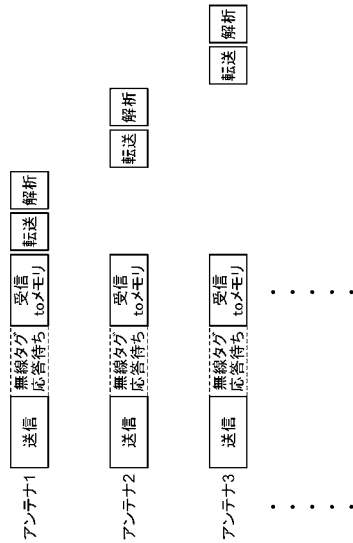 アンテナ1
送信
無線タグ
応答待ち
受信
toメモリ
転送
解析
アンテナ2
送信
無線タグ
応答待ち
受信
toメモリ
転送
解析
アンテナ3
送信
無線タグ
応答待ち
受信
toメモリ
転送
解析